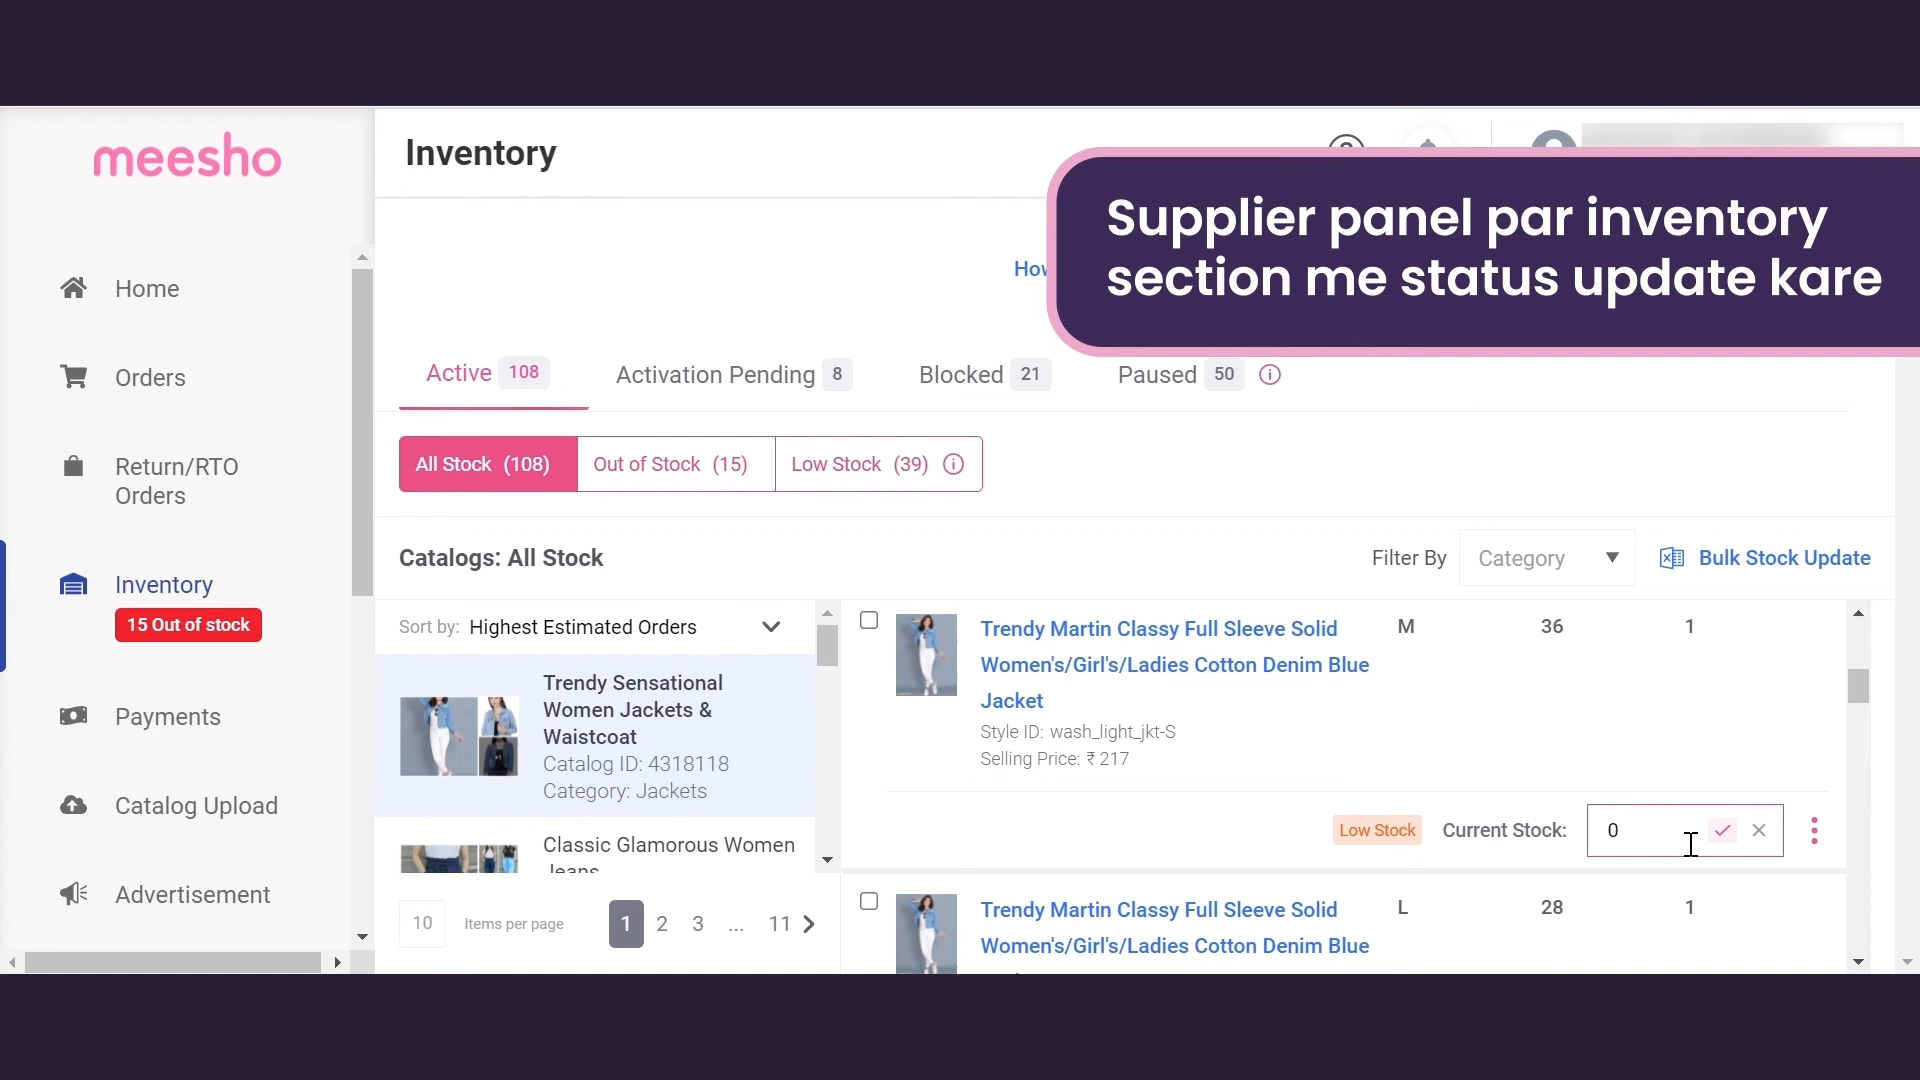 meesho
Inventory
Supplier panel par inventory
section me status update kare
Home
Orders
Return/RTO
Orders
Inventory
15 Out of stock
Payments
Catalog Upload
Advertisement
Active 108
Activation Pending 8
Blocked 21
Paused 50
All Stock (108)
Out of Stock (15)
Low Stock (39)
Catalogs: All Stock
Filter By Category
Bulk Stock Update
Sort by: Highest Estimated Orders
Trendy Sensational
Women Jackets &
Waistcoat
Catalog ID: 4318118
Category: Jackets
Classic Glamorous Women
Jeans
10 Items per page 1 2 3 ... 11
Trendy Martin Classy Full Sleeve Solid M 36 1
Women's/Girl's/Ladies Cotton Denim Blue
Jacket
Style ID: wash_light_jkt-S
Selling Price: ₹ 217
Low Stock Current Stock: 0
Trendy Martin Classy Full Sleeve Solid L 28 1
Women's/Girl's/Ladies Cotton Denim Blue